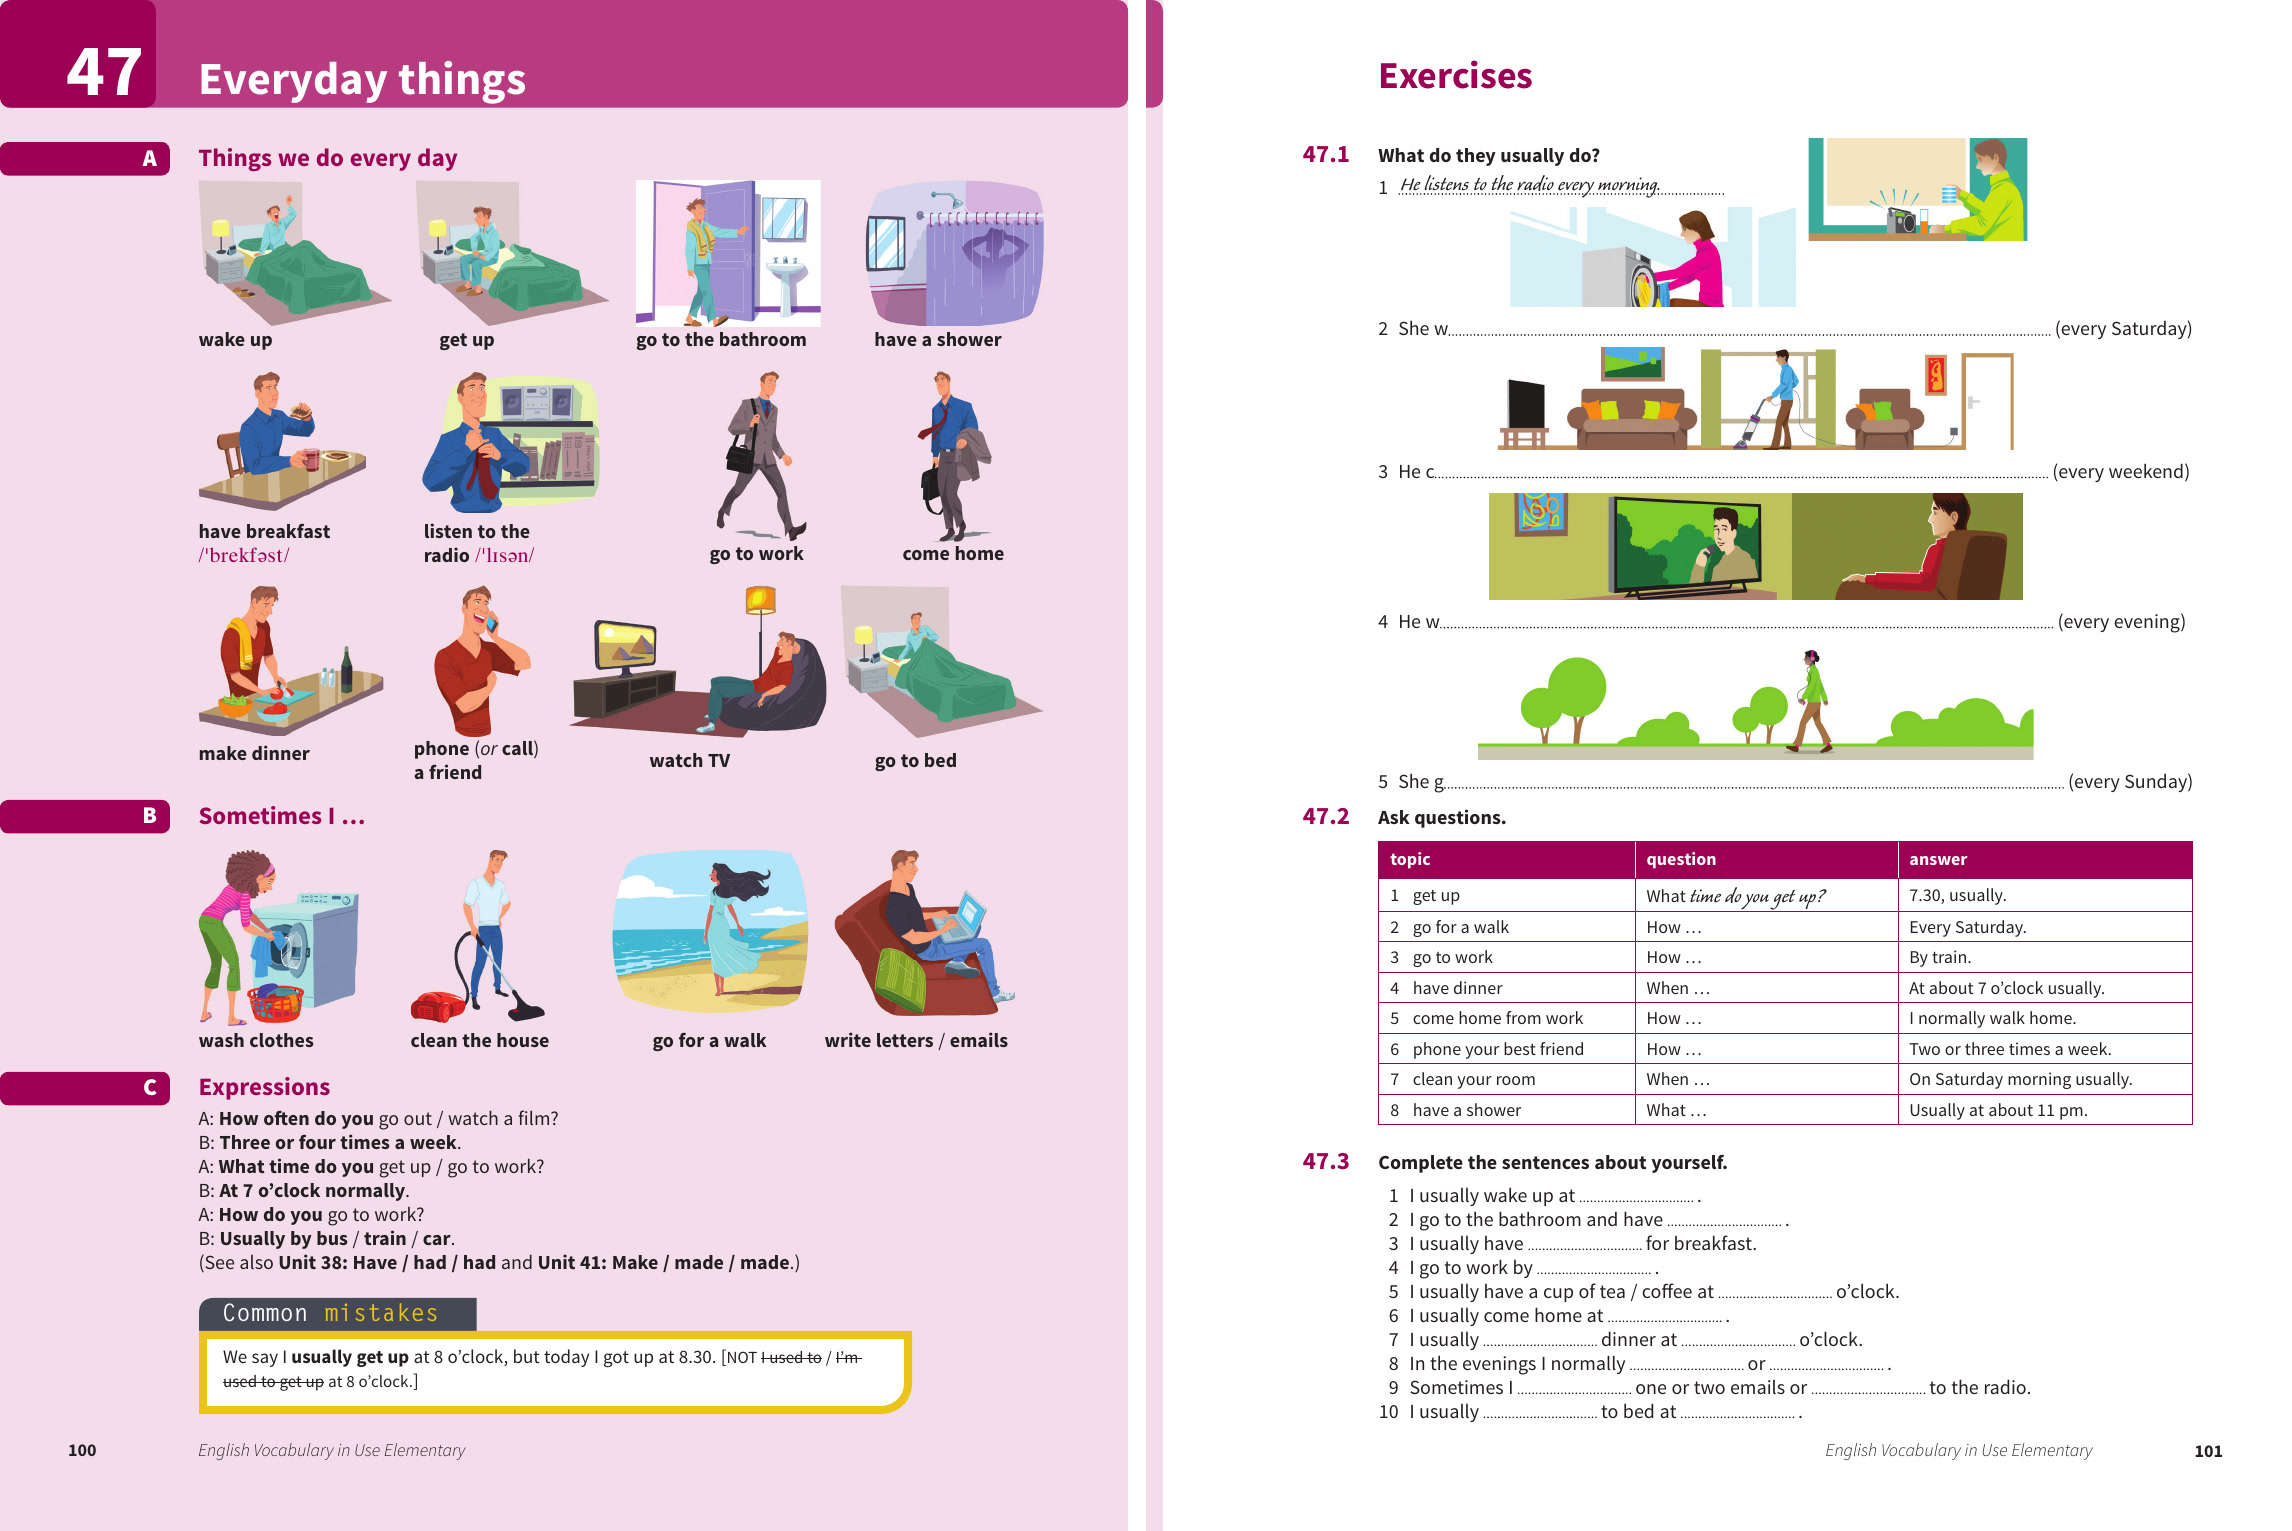 47
Everyday things
A
Things we do every day
wake up
get up
go to the bathroom
have a shower
have breakfast
/ˈbrekfəst/
listen to the
radio /ˈlɪsən/
go to work
come home
make dinner
phone (or call)
a friend
watch TV
go to bed
B
Sometimes I …
wash clothes
clean the house
go for a walk
write letters / emails
C
Expressions
A: How often do you go out / watch a film?
B: Three or four times a week.
A: What time do you get up / go to work?
B: At 7 o’clock normally.
A: How do you go to work?
B: Usually by bus / train / car.
(See also Unit 38: Have / had / had and Unit 41: Make / made / made.)
Common mistakes
We say I usually get up at 8 o’clock, but today I got up at 8.30. [NOT I used to / I’m
used to get up at 8 o’clock.]
100
English Vocabulary in Use Elementary
Exercises
47.1 What do they usually do?
1 He listens to the radio every morning.
2 She w (every Saturday)
3 He c (every weekend)
4 He w (every evening)
5 She g (every Sunday)
47.2 Ask questions.
topic question answer
1 get up What time do you get up? 7.30, usually.
2 go for a walk How … Every Saturday.
3 go to work How … By train.
4 have dinner When … At about 7 o’clock usually.
5 come home from work How … I normally walk home.
6 phone your best friend How … Two or three times a week.
7 clean your room When … On Saturday morning usually.
8 have a shower What … Usually at about 11 pm.
47.3 Complete the sentences about yourself.
1 I usually wake up at .
2 I go to the bathroom and have .
3 I usually have for breakfast.
4 I go to work by .
5 I usually have a cup of tea / coffee at o’clock.
6 I usually come home at .
7 I usually dinner at o’clock.
8 In the evenings I normally or .
9 Sometimes I one or two emails or to the radio.
10 I usually to bed at .
English Vocabulary in Use Elementary
101